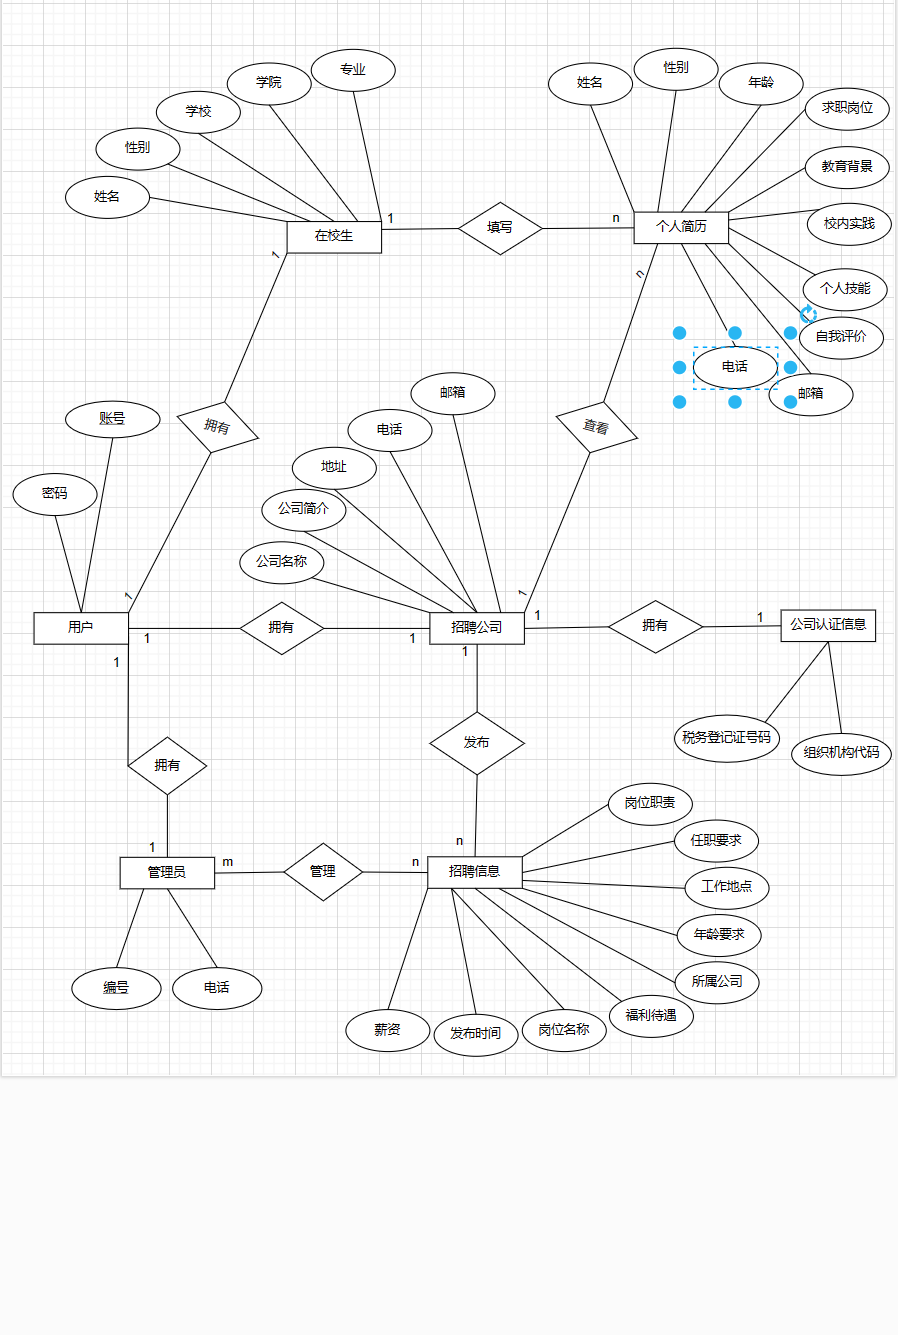 专业
学院
学校
性别
姓名
姓名
性别
年龄
求职岗位
教育背景
校内实践
个人技能
自我评价
邮箱
电话
在校生
1
填写
n
个人简历
1
n
拥有
查看
账号
密码
邮箱
电话
地址
公司简介
公司名称
1
1
用户
1
拥有
1
招聘公司
1
拥有
1
公司认证信息
1
1
税务登记证号码
组织机构代码
拥有
发布
1
n
管理员
m
管理
n
招聘信息
岗位职责
任职要求
工作地点
年龄要求
所属公司
福利待遇
岗位名称
发布时间
薪资
编号
电话